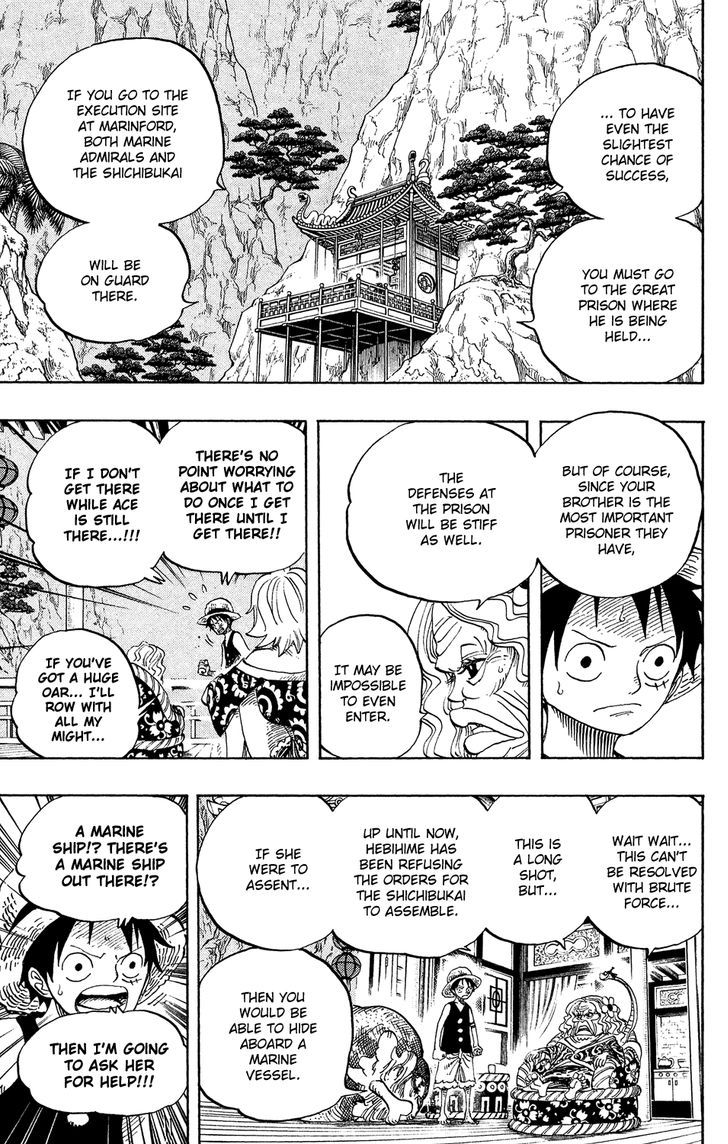 ... TO HAVE
EVEN THE
SLIGHTEST
CHANCE OF
SUCCESS,
YOU MUST GO
TO THE GREAT
PRISON WHERE
HE IS BEING
HELD...
IF YOU GO TO THE
EXECUTION SITE
AT MARINFORD,
BOTH MARINE
ADMIRALS AND
THE SHICHIBUKAI
WILL BE
ON GUARD
THERE.
BUT OF COURSE,
SINCE YOUR
BROTHER IS THE
MOST IMPORTANT
PRISONER THEY
HAVE,
THE
DEFENSES AT
THE PRISON
WILL BE STIFF
AS WELL.
IT MAY BE
IMPOSSIBLE
TO EVEN
ENTER.
THERE'S NO
POINT WORRYING
ABOUT WHAT TO
DO ONCE I GET
THERE UNTIL I
GET THERE!!
IF I DON'T
GET THERE
WHILE ACE
IS STILL
THERE...!!!
IF YOU'VE
GOT A HUGE
OAR... I'LL
ROW WITH
ALL MY
MIGHT...
WAIT WAIT...
THIS CAN'T
BE RESOLVED
WITH BRUTE
FORCE...
THIS IS
A LONG
SHOT,
BUT...
UP UNTIL NOW,
HEBIHIME HAS
BEEN REFUSING
THE ORDERS FOR
THE SHICHIBUKAI
TO ASSEMBLE.
IF SHE
WERE TO
ASSENT...
THEN YOU
WOULD BE
ABLE TO HIDE
ABOARD A
MARINE
VESSEL.
A MARINE
SHIP!? THERE'S
A MARINE SHIP
OUT THERE!?
THEN I'M GOING
TO ASK HER
FOR HELP!!!